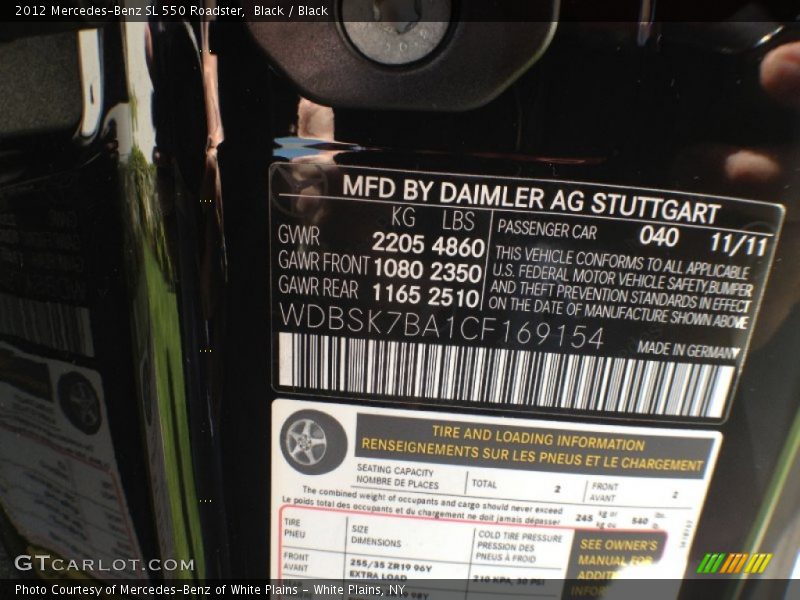 2012 Mercedes-Benz SL 550 Roadster,  Black / Black
MFD BY DAIMLER AG STUTTGART
KG LBS
GVWR 2205 4860
GAWR FRONT 1080 2350
GAWR REAR 1165 2510
PASSENGER CAR 040 11/11
THIS VEHICLE CONFORMS TO ALL APPLICABLE
U.S. FEDERAL MOTOR VEHICLE SAFETY,BUMPER
AND THEFT PREVENTION STANDARDS IN EFFECT
ON THE DATE OF MANUFACTURE SHOWN ABOVE
WDBSK7BA1CF169154
MADE IN GERMANY
TIRE AND LOADING INFORMATION
RENSEIGNEMENTS SUR LES PNEUS ET LE CHARGEMENT
SEATING CAPACITY
NOMBRE DE PLACES
TOTAL 2
FRONT
AVANT 2
The combined weight of occupants and cargo should never exceed
Le poids total des occupants et du chargement ne doit jamais dépasser
245 kg or
kg ou 540
TIRE
PNEU
SIZE
DIMENSIONS
COLD TIRE PRESSURE
PRESSION DES
PNEUS À FROID
SEE OWNER'S
MANUAL FOR
FRONT
AVANT
255/35 ZR19 96Y
EXTRA LOAD
GTCARLOT.COM
Photo Courtesy of Mercedes-Benz of White Plains - White Plains, NY